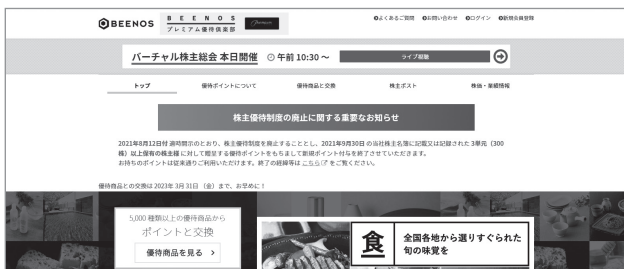 BEENOS
BEENOS
プレミアム優待倶楽部
よくあるご質問 お問い合わせ ログイン 新規会員登録
バーチャル株主総会 本日開催 午前 10:30 ～ ライブ視聴
トップ 優待ポイントについて 優待商品と交換 株主ポスト 株価・業績情報
株主優待制度の廃止に関する重要なお知らせ
2021年8月12日付 適時開示のとおり、株主優待制度を廃止することとし、2021年9月30日 の当社株主名簿に記載又は記録された 3単元（300
株）以上保有の株主様 に対して贈呈する優待ポイントをもちまして新規ポイント付与を終了させていただきます。
お持ちのポイントは従来通りご利用いただけます。終了の経緯等は こちら をご覧ください。
優待商品との交換は 2023年 3月 31日 （金）まで、お早めに！
5,000 種類以上の優待商品から
ポイントと交換
優待商品を見る >
食
全国各地から選りすぐられた
旬の味覚を